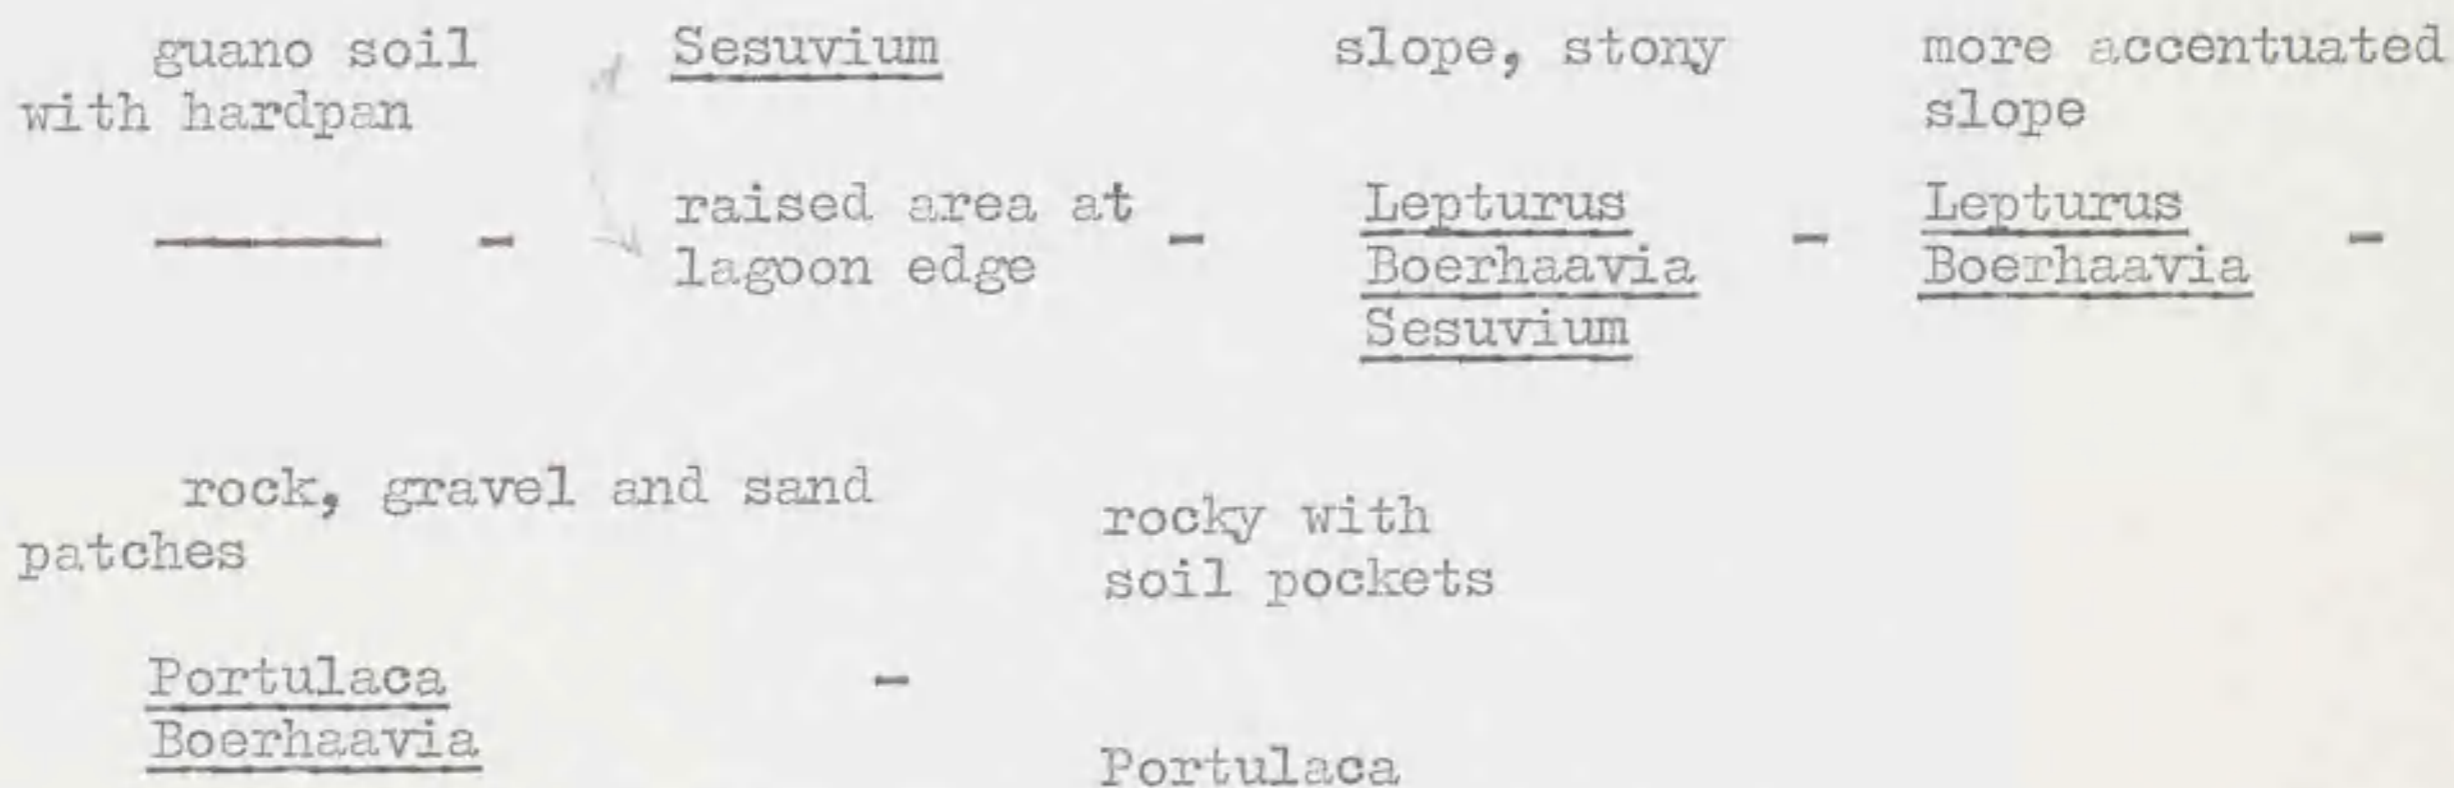 guano soil
with hardpan
Sesuvium
raised area at
lagoon edge
slope, stony
Lepturus
Boerhaavia
Sesuvium
more accentuated
slope
Lepturus
Boerhaavia
rock, gravel and sand
patches
Portulaca
Boerhaavia
rocky with
soil pockets
Portulaca